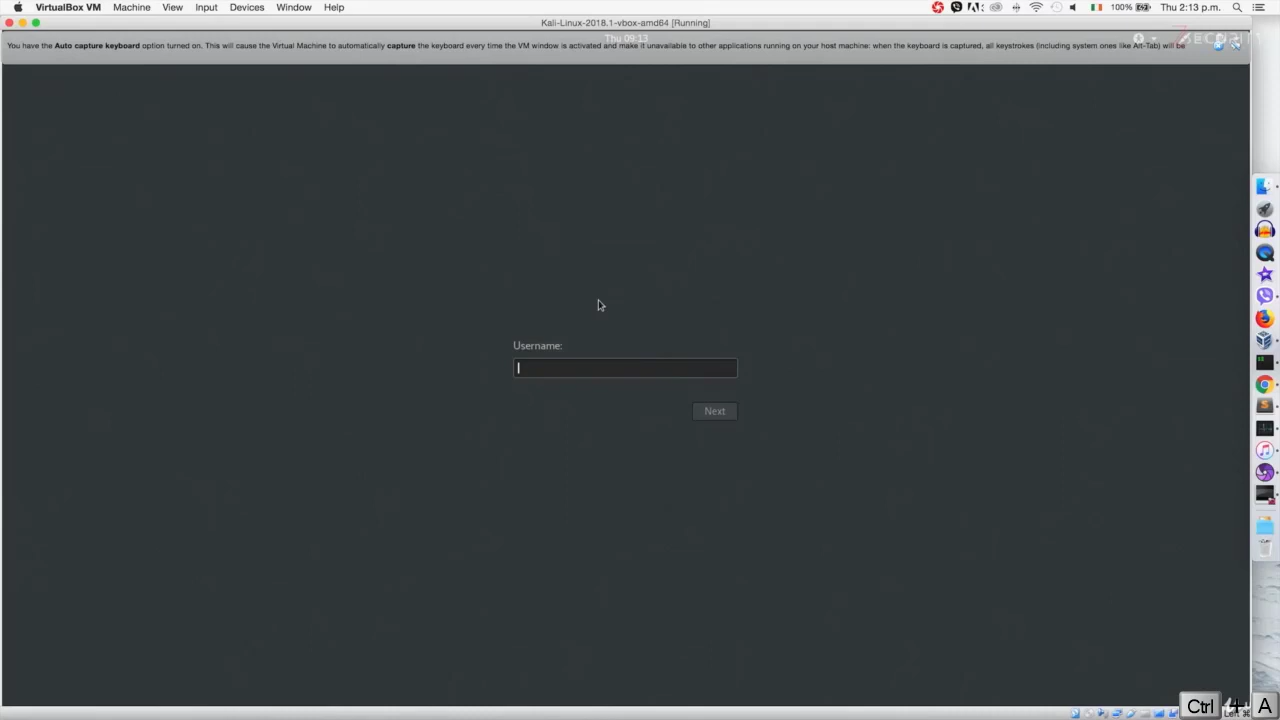 VirtualBox VM Machine View Input Devices Window Help 100% Thu 2:13 p.m.
Kali-Linux-2018.1-vbox-amd64 [Running]
Thu 09:13
You have the Auto capture keyboard option turned on. This will cause the Virtual Machine to automatically capture the keyboard every time the VM window is activated and make it unavailable to other applications running on your host machine: when the keyboard is captured, all keystrokes (including system ones like Alt-Tab) will be
Username:
Next
Ctrl + A